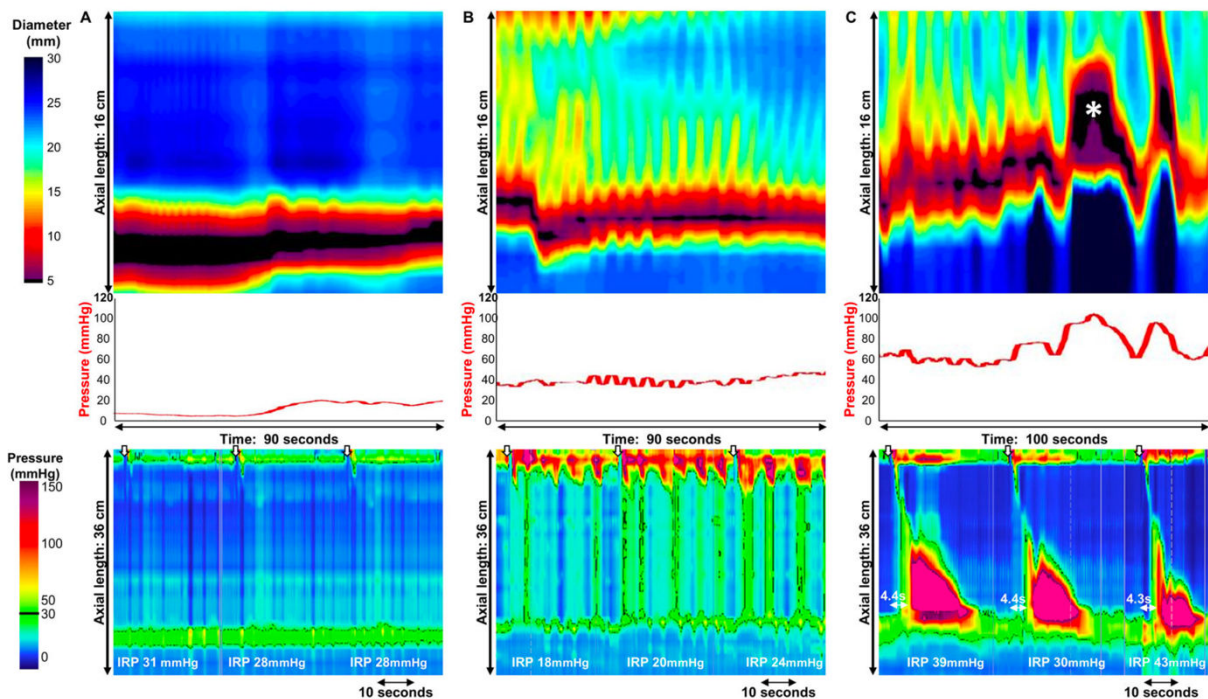 A
B
C
Diameter
(mm)
30
25
20
15
10
5
Axial length: 16 cm
Axial length: 16 cm
Axial length: 16 cm
*
Pressure (mmHg)
120
100
80
60
40
20
0
Pressure (mmHg)
120
100
80
60
40
20
0
Pressure (mmHg)
120
100
80
60
40
20
0
Time: 90 seconds
Time: 90 seconds
Time: 100 seconds
Pressure
(mmHg)
150
100
50
30
0
Axial length: 36 cm
IRP 31 mmHg
IRP 28mmHg
IRP 28mmHg
10 seconds
Axial length: 36 cm
IRP 18mmHg
IRP 20mmHg
IRP 24mmHg
10 seconds
Axial length: 36 cm
4.4s
4.4s
4.3s
IRP 39mmHg
IRP 30mmHg
IRP 43mmHg
10 seconds